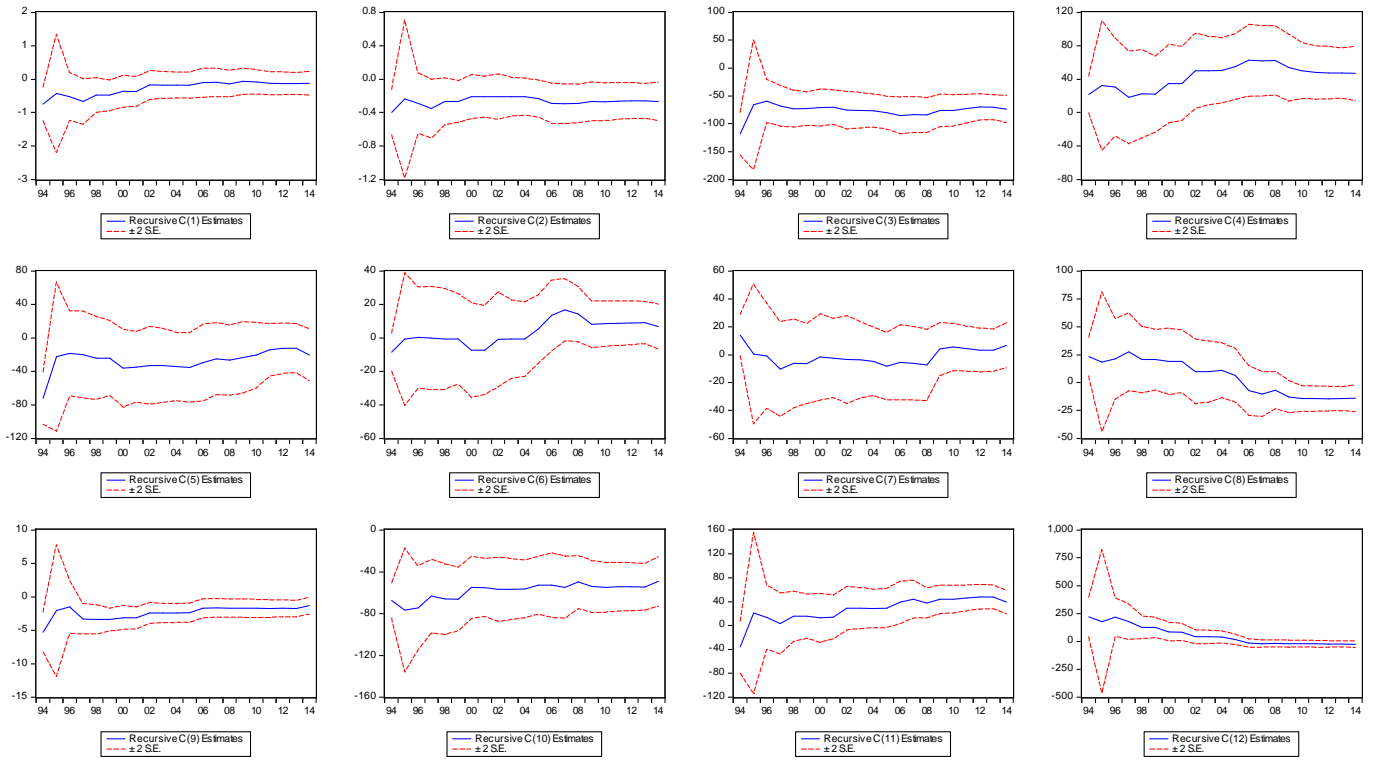 2
1
0
-1
-2
-3
94 96 98 00 02 04 06 08 10 12 14
Recursive C(1) Estimates
± 2 S.E.
0.8
0.4
0.0
-0.4
-0.8
-1.2
94 96 98 00 02 04 06 08 10 12 14
Recursive C(2) Estimates
± 2 S.E.
100
50
0
-50
-100
-150
-200
94 96 98 00 02 04 06 08 10 12 14
Recursive C(3) Estimates
± 2 S.E.
120
80
40
0
-40
-80
94 96 98 00 02 04 06 08 10 12 14
Recursive C(4) Estimates
± 2 S.E.
80
40
0
-40
-80
-120
94 96 98 00 02 04 06 08 10 12 14
Recursive C(5) Estimates
± 2 S.E.
40
20
0
-20
-40
-60
94 96 98 00 02 04 06 08 10 12 14
Recursive C(6) Estimates
± 2 S.E.
60
40
20
0
-20
-40
-60
94 96 98 00 02 04 06 08 10 12 14
Recursive C(7) Estimates
± 2 S.E.
100
75
50
25
0
-25
-50
94 96 98 00 02 04 06 08 10 12 14
Recursive C(8) Estimates
± 2 S.E.
10
5
0
-5
-10
-15
94 96 98 00 02 04 06 08 10 12 14
Recursive C(9) Estimates
± 2 S.E.
0
-40
-80
-120
-160
94 96 98 00 02 04 06 08 10 12 14
Recursive C(10) Estimates
± 2 S.E.
160
120
80
40
0
-40
-80
-120
94 96 98 00 02 04 06 08 10 12 14
Recursive C(11) Estimates
± 2 S.E.
1,000
750
500
250
0
-250
-500
94 96 98 00 02 04 06 08 10 12 14
Recursive C(12) Estimates
± 2 S.E.